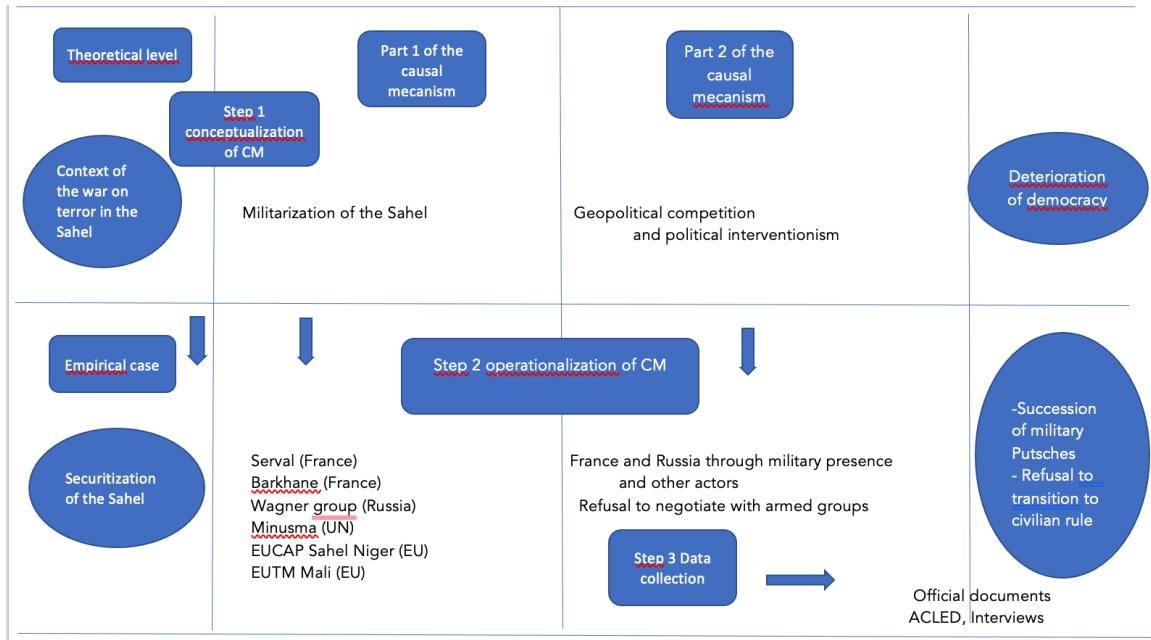 Theoretical level
Part 1 of the
causal
mecanism
Part 2 of the
causal
mecanism
Step 1
conceptualization
of CM
Context of
the war on
terror in the
Sahel
Militarization of the Sahel
Geopolitical competition
and political interventionism
Deterioration
of democracy
Empirical case
Step 2 operationalization of CM
Securitization
of the Sahel
Serval (France)
Barkhane (France)
Wagner group (Russia)
Minusma (UN)
EUCAP Sahel Niger (EU)
EUTM Mali (EU)
France and Russia through military presence
and other actors
Refusal to negotiate with armed groups
Step 3 Data
collection
-Succession
of military
Putsches
- Refusal to
transition to
civilian rule
Official documents
ACLED, Interviews